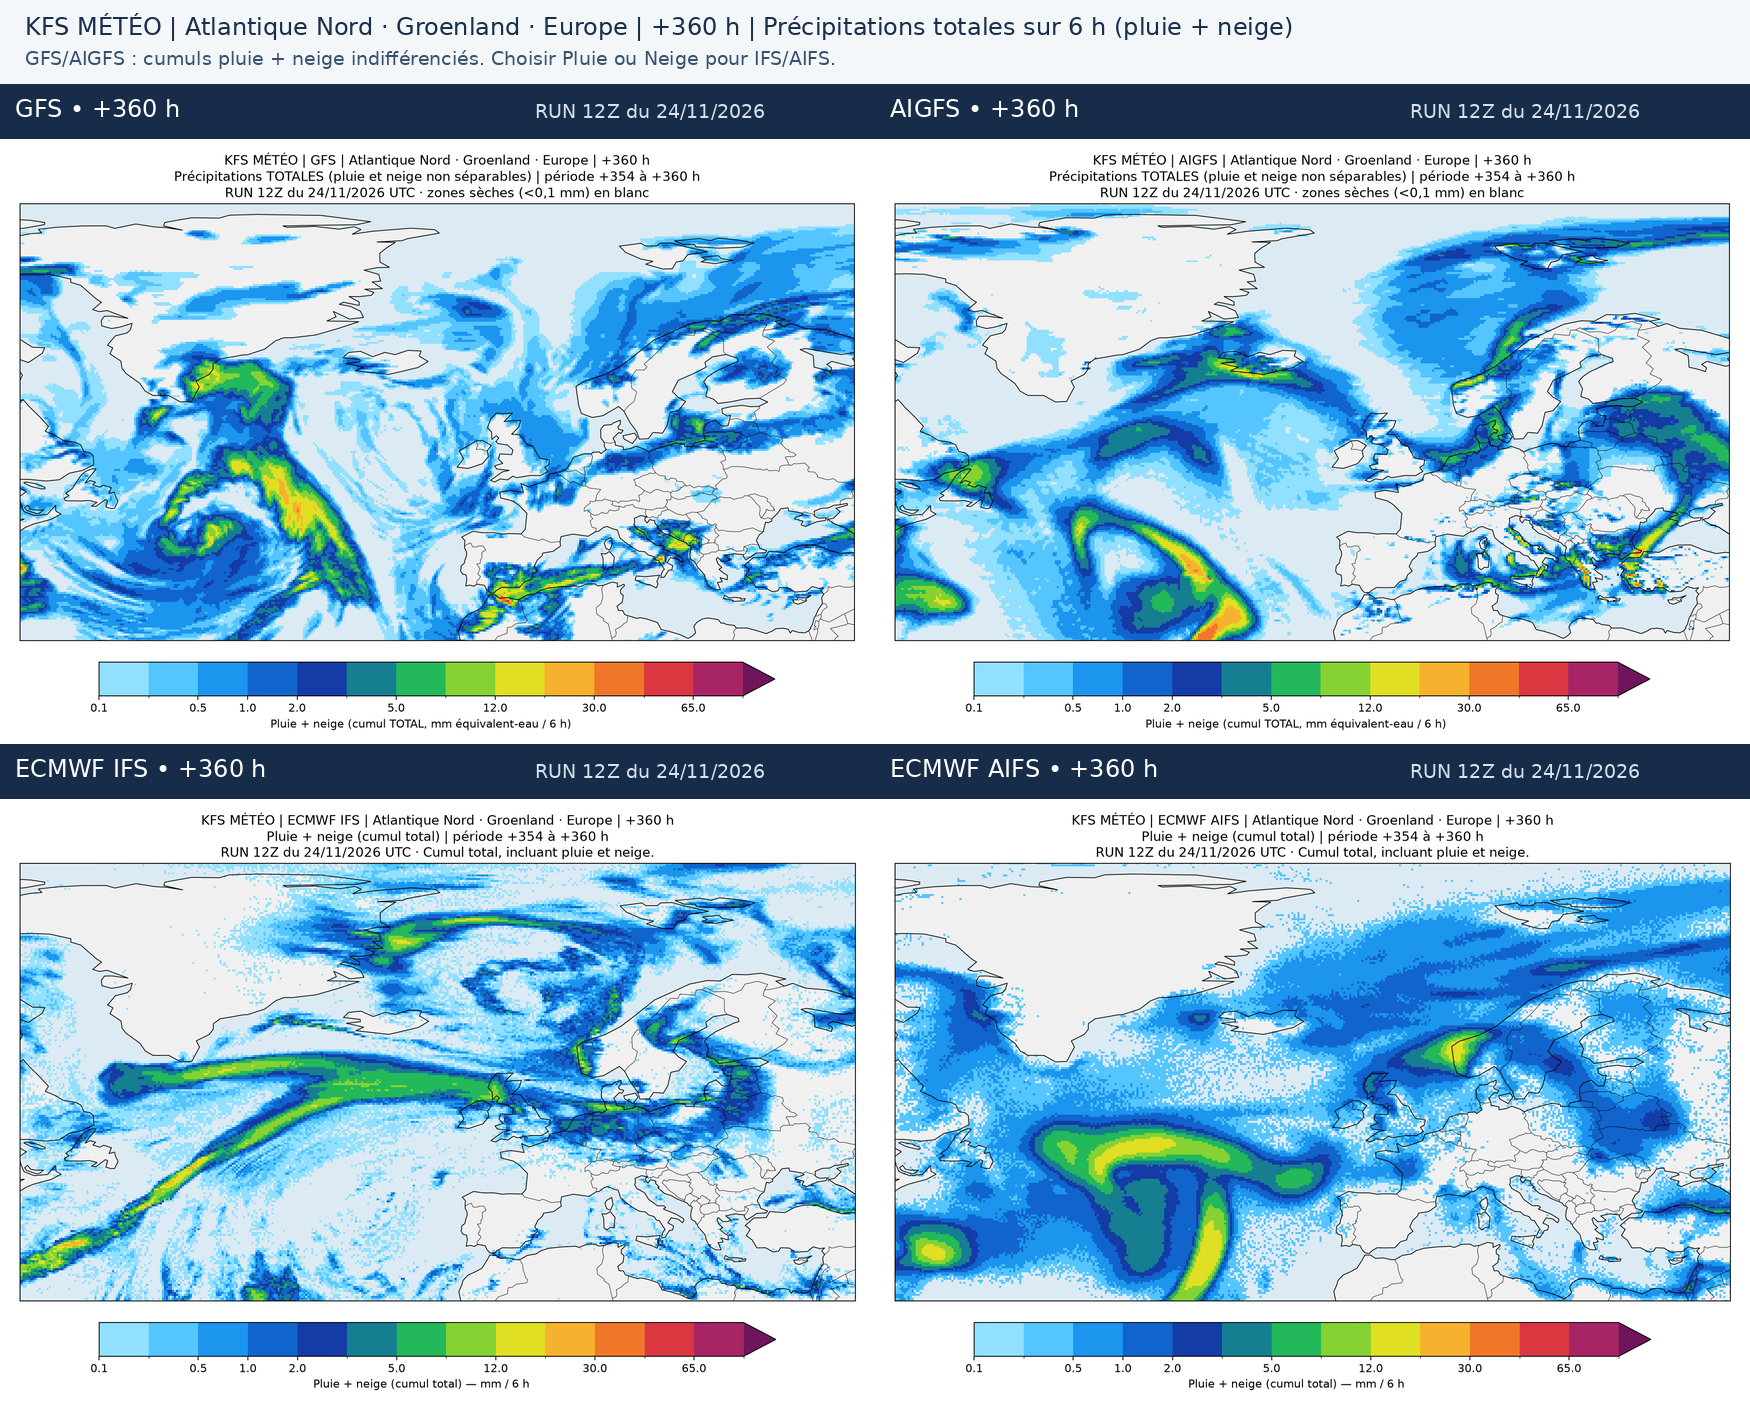 KFS MÉTÉO | Atlantique Nord · Groenland · Europe | +360 h | Précipitations totales sur 6 h (pluie + neige)
GFS/AIGFS : cumuls pluie + neige indifférenciés. Choisir Pluie ou Neige pour IFS/AIFS.
GFS • +360 h RUN 12Z du 24/11/2026
KFS MÉTÉO | GFS | Atlantique Nord · Groenland · Europe | +360 h
Précipitations TOTALES (pluie et neige non séparables) | période +354 à +360 h
RUN 12Z du 24/11/2026 UTC · zones sèches (<0,1 mm) en blanc
0.1 0.5 1.0 2.0 5.0 12.0 30.0 65.0
Pluie + neige (cumul TOTAL, mm équivalent-eau / 6 h)
AIGFS • +360 h RUN 12Z du 24/11/2026
KFS MÉTÉO | AIGFS | Atlantique Nord · Groenland · Europe | +360 h
Précipitations TOTALES (pluie et neige non séparables) | période +354 à +360 h
RUN 12Z du 24/11/2026 UTC · zones sèches (<0,1 mm) en blanc
0.1 0.5 1.0 2.0 5.0 12.0 30.0 65.0
Pluie + neige (cumul TOTAL, mm équivalent-eau / 6 h)
ECMWF IFS • +360 h RUN 12Z du 24/11/2026
KFS MÉTÉO | ECMWF IFS | Atlantique Nord · Groenland · Europe | +360 h
Pluie + neige (cumul total) | période +354 à +360 h
RUN 12Z du 24/11/2026 UTC · Cumul total, incluant pluie et neige.
0.1 0.5 1.0 2.0 5.0 12.0 30.0 65.0
Pluie + neige (cumul total) — mm / 6 h
ECMWF AIFS • +360 h RUN 12Z du 24/11/2026
KFS MÉTÉO | ECMWF AIFS | Atlantique Nord · Groenland · Europe | +360 h
Pluie + neige (cumul total) | période +354 à +360 h
RUN 12Z du 24/11/2026 UTC · Cumul total, incluant pluie et neige.
0.1 0.5 1.0 2.0 5.0 12.0 30.0 65.0
Pluie + neige (cumul total) — mm / 6 h